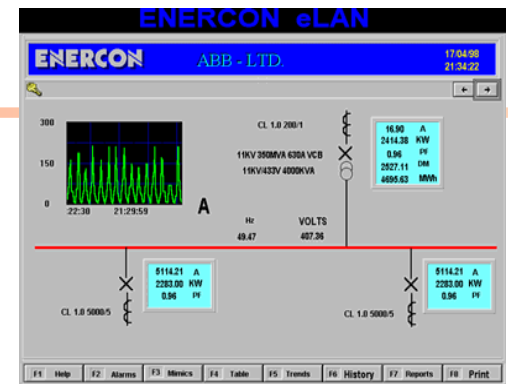 ENERCON eLAN
ENERCON ABB - LTD. 17:04:98
21:34:22
300
150
0
22:30 21:29:59
A
CL 1.0 200/1
11KV 350MVA 630A VCB
11KV/433V 4000KVA
16.90 A
2414.38 KW
0.96 PF
2527.11 DM
4695.63 MWh
Hz VOLTS
49.47 407.36
5114.21 A
2283.00 KW
0.96 PF
CL 1.0 5000/5
5114.21 A
2283.00 KW
0.96 PF
CL 1.0 5000/5
F1 Help F2 Alarms F3 Mimics F4 Table F5 Trends F6 History F7 Reports F8 Print